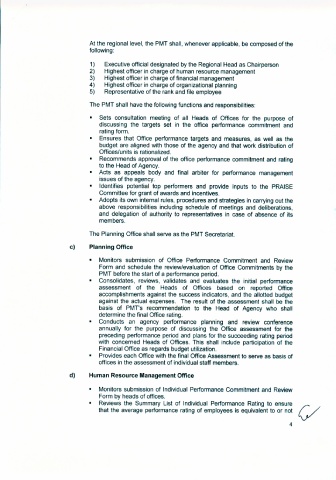 At the regional level, the PMT shall, whenever applicable, be composed of the
following:
1) Executive official designated by the Regional Head as Chairperson
2) Highest officer in charge of human resource management
3) Highest officer in charge of financial management
4) Highest officer in charge of organizational planning
5) Representative of the rank and file employee
The PMT shall have the following functions and responsibilities:
• Sets consultation meeting of all Heads of Offices for the purpose of
discussing the targets set in the office performance commitment and
rating form.
• Ensures that Office performance targets and measures, as well as the
budget are aligned with those of the agency and that work distribution of
Offices/units is rationalized.
• Recommends approval of the office performance commitment and rating
to the Head of Agency.
• Acts as appeals body and final arbiter for performance management
issues of the agency.
• Identifies potential top performers and provide inputs to the PRAISE
Committee for grant of awards and incentives.
• Adopts its own internal rules, procedures and strategies in carrying out the
above responsibilities including schedule of meetings and deliberations,
and delegation of authority to representatives in case of absence of its
members.
The Planning Office shall serve as the PMT Secretariat.
c) Planning Office
• Monitors submission of Office Performance Commitment and Review
Form and schedule the review/evaluation of Office Commitments by the
PMT before the start of a performance period.
• Consolidates, reviews, validates and evaluates the initial performance
assessment of the Heads of Offices based on reported Office
accomplishments against the success indicators, and the allotted budget
against the actual expenses. The result of the assessment shall be the
basis of PMT's recommendation to the Head of Agency who shall
determine the final Office rating.
• Conducts an agency performance planning and review conference
annually for the purpose of discussing the Office assessment for the
preceding performance period and plans for the succeeding rating period
with concerned Heads of Offices. This shall include participation of the
Financial Office as regards budget utilization.
• Provides each Office with the final Office Assessment to serve as basis of
offices in the assessment of individual staff members.
d) Human Resource Management Office
• Monitors submission of Individual Performance Commitment and Review
Form by heads of offices.
• Reviews the Summary List of Individual Performance Rating to ensure
that the average performance rating of employees is equivalent to or not
4